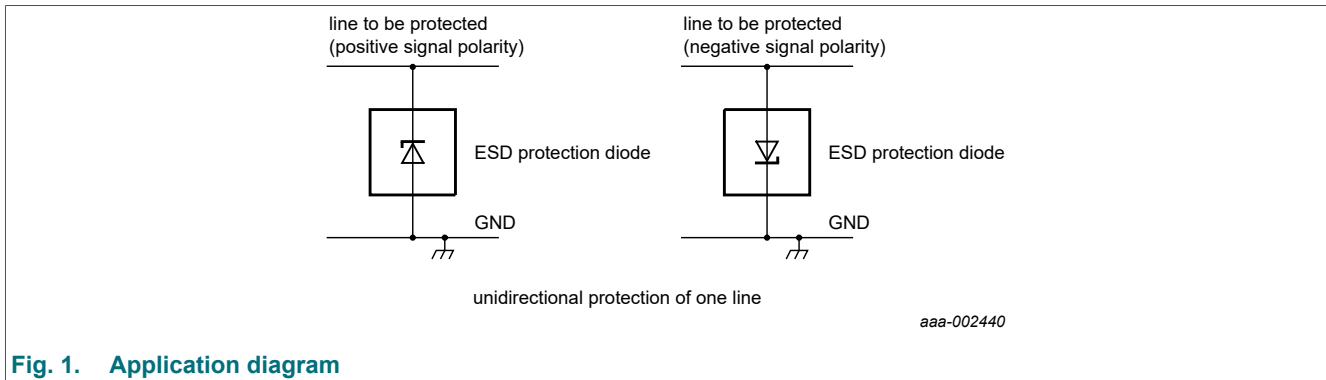 line to be protected
(positive signal polarity)
line to be protected
(negative signal polarity)
ESD protection diode
ESD protection diode
GND
GND
unidirectional protection of one line
aaa-002440
Fig. 1. Application diagram